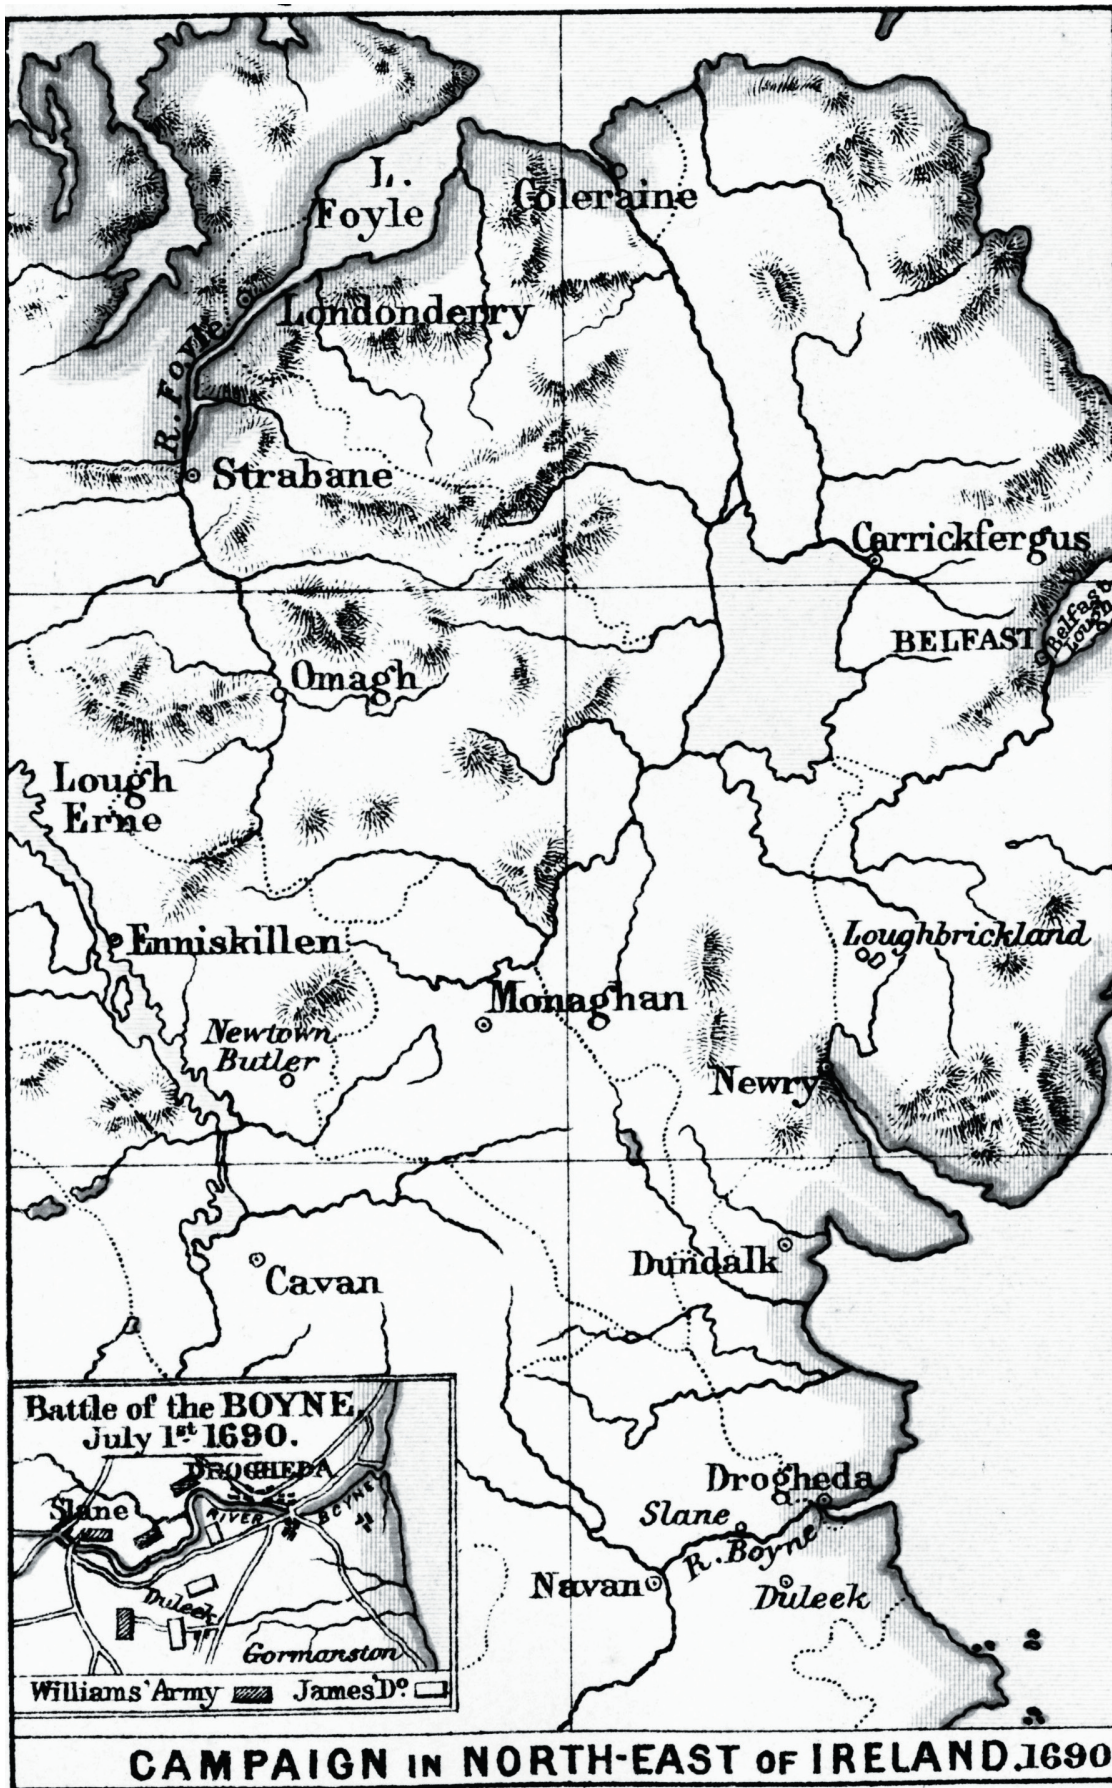 L.
Foyle
Coleraine
Londonderry
R. Foyle
Strabane
Carrickfergus
BELFAST
Belfast
Lough
Omagh
Lough
Erne
Enniskillen
Loughbrickland
Monaghan
Newtown
Butler
Newry
Dundalk
Cavan
Drogheda
Slane
R. Boyne
Navan
Duleek
Battle of the BOYNE,
July 1st 1690.
DROGHEDA
Slane
RIVER BOYNE
Duleek
Gormanston
Williams' Army James' Do.
CAMPAIGN IN NORTH-EAST OF IRELAND. 1690